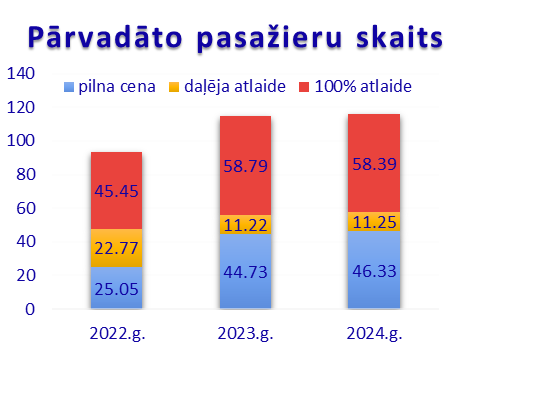 Pārvadāto pasažieru skaits
140
pilna cena daļēja atlaide 100% atlaide
120
100
80
60
40
20
0
45.45 58.79 58.39
22.77 11.22 11.25
25.05 44.73 46.33
2022.g. 2023.g. 2024.g.